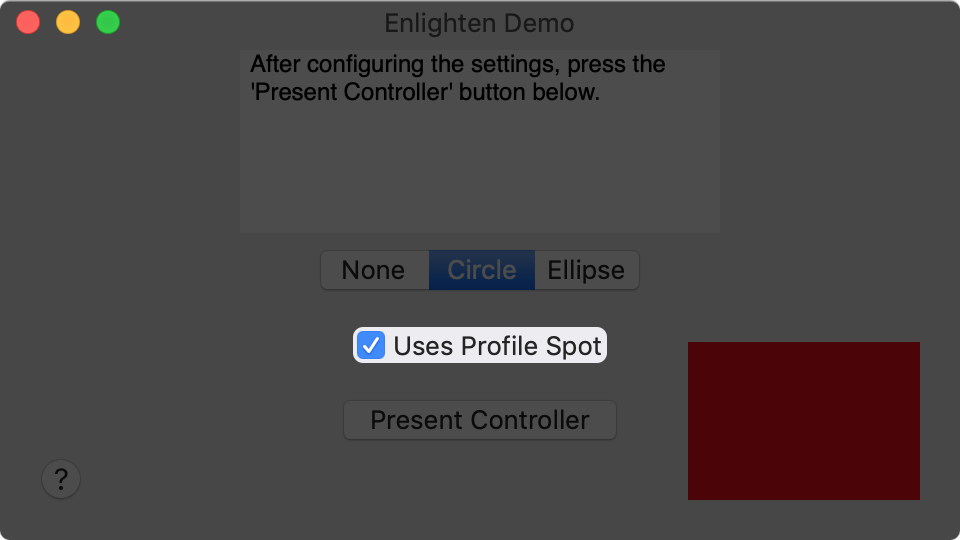 Enlighten Demo
After configuring the settings, press the
'Present Controller' button below.
None Circle Ellipse
Uses Profile Spot
Present Controller
?